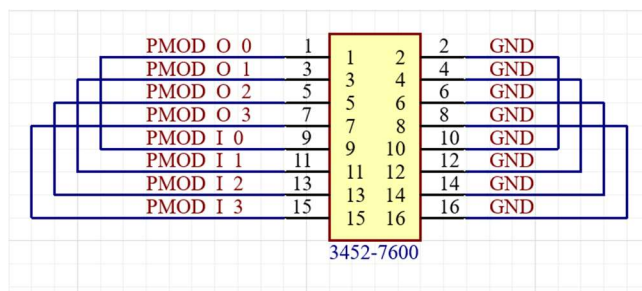 PMOD O 0 1 1 2 2 GND
PMOD O 1 3 3 4 4 GND
PMOD O 2 5 5 6 6 GND
PMOD O 3 7 7 8 8 GND
PMOD I 0 9 9 10 10 GND
PMOD I 1 11 11 12 12 GND
PMOD I 2 13 13 14 14 GND
PMOD I 3 15 15 16 16 GND
3452-7600